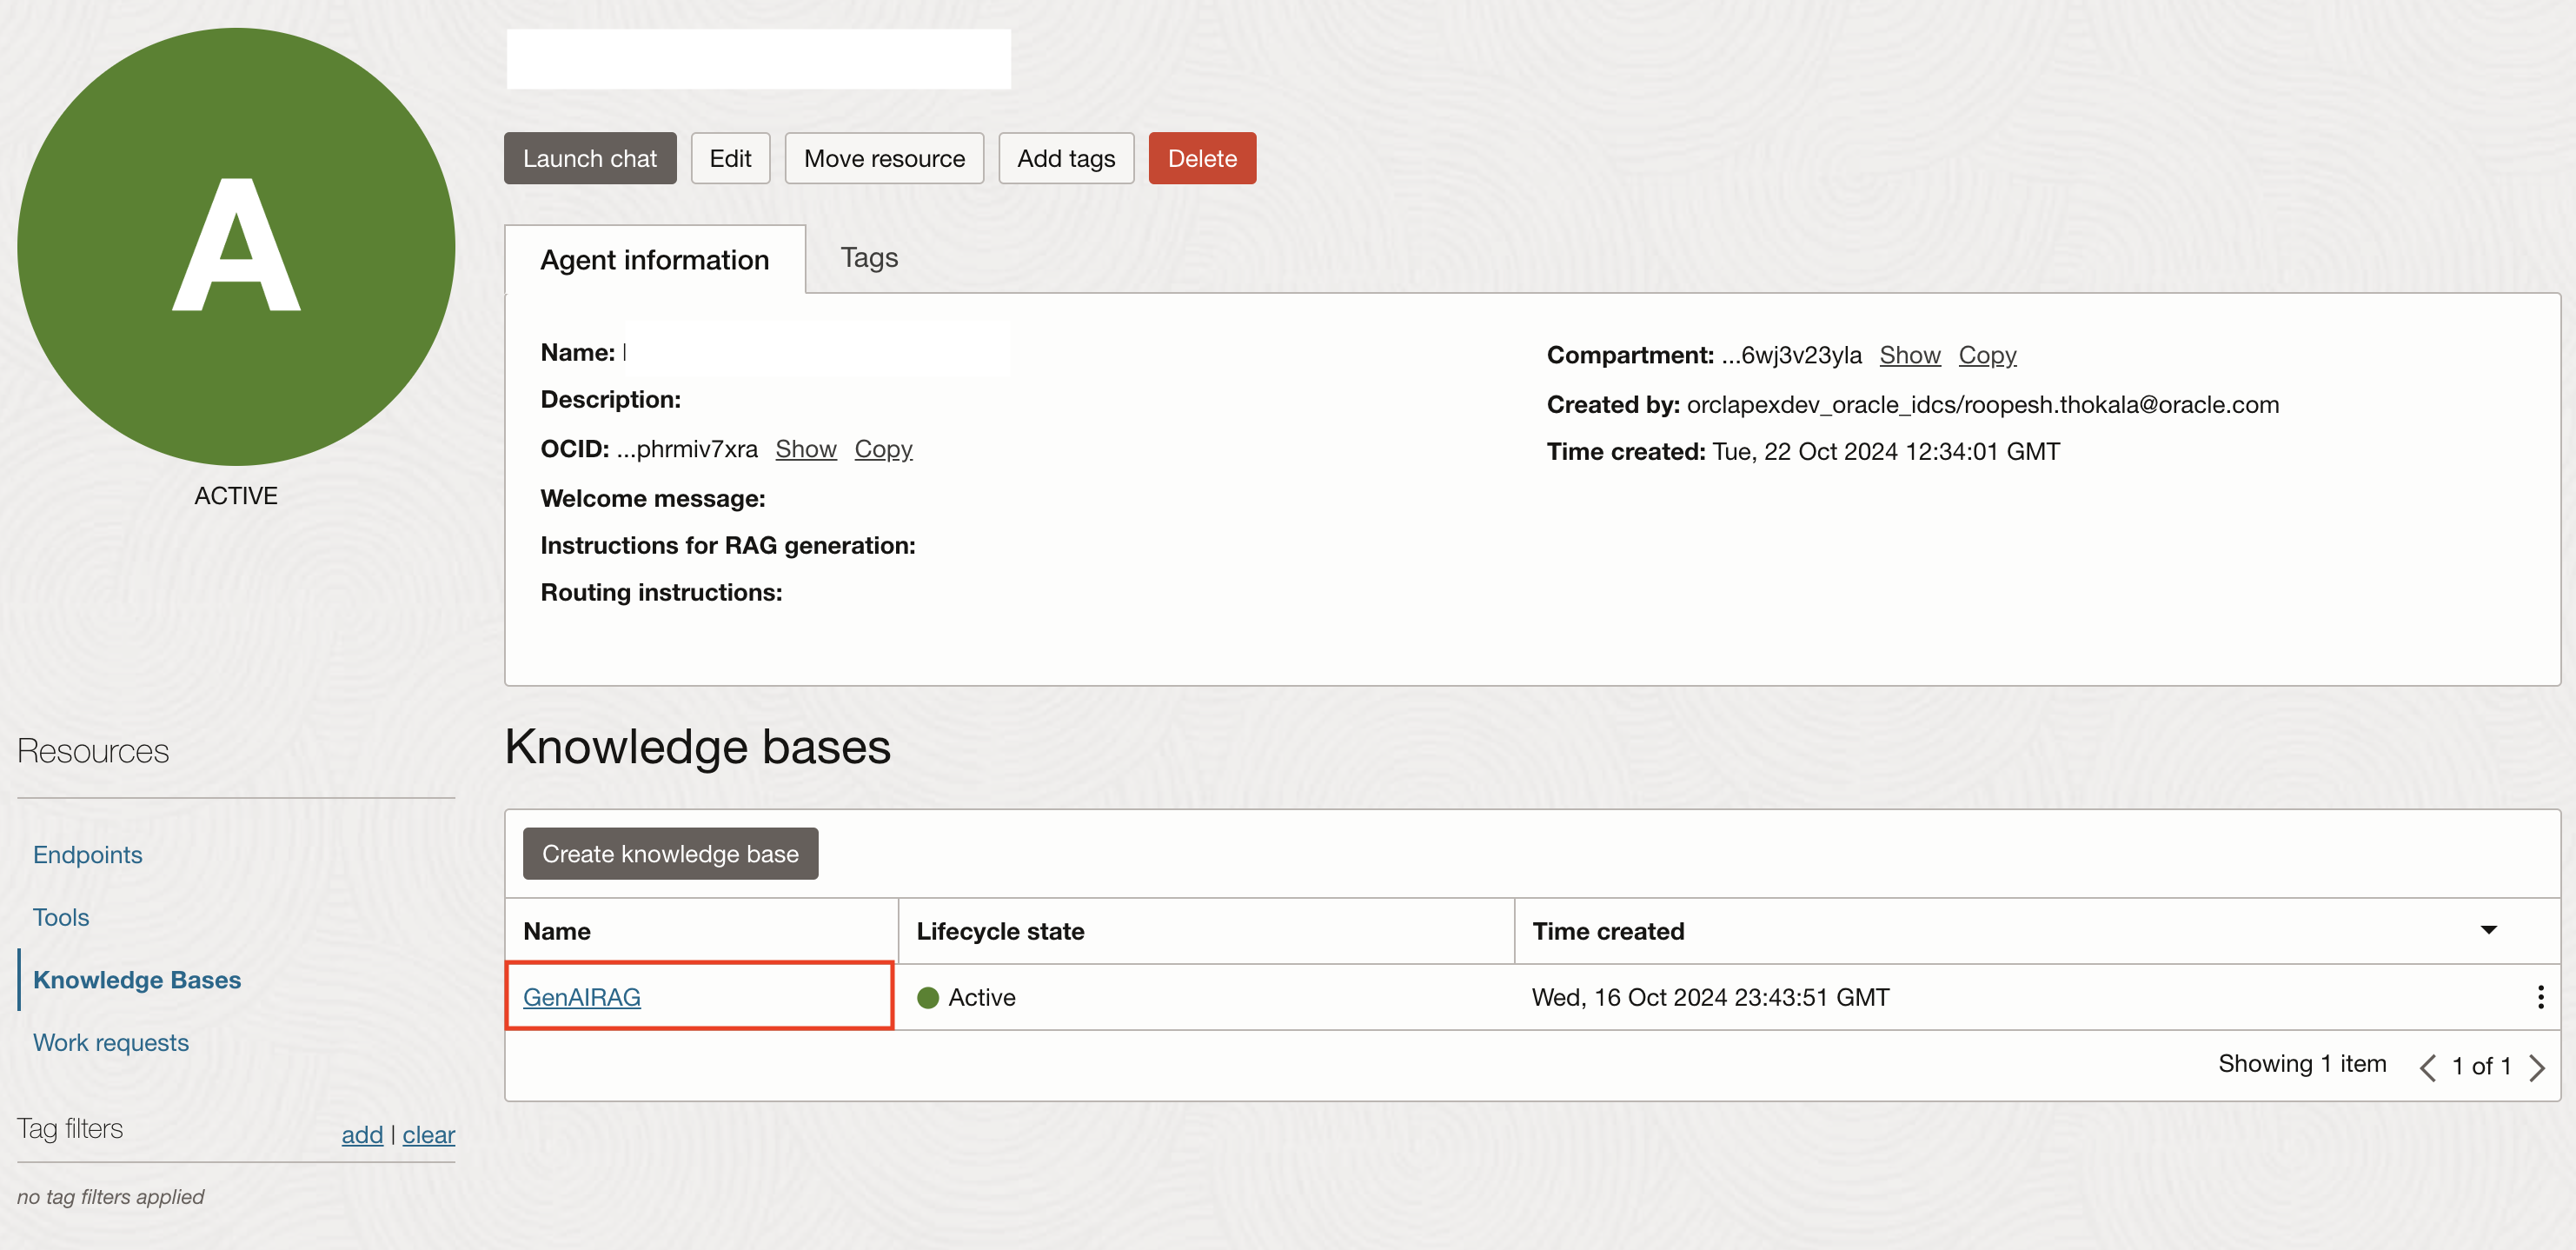 A
ACTIVE
Launch chat Edit Move resource Add tags Delete
Agent information Tags
Name:
Description:
OCID: ...phrmiv7xra Show Copy
Welcome message:
Instructions for RAG generation:
Routing instructions:
Compartment: ...6wj3v23yla Show Copy
Created by: orclapexdev_oracle_idcs/roopesh.thokala@oracle.com
Time created: Tue, 22 Oct 2024 12:34:01 GMT
Resources
Endpoints
Tools
Knowledge Bases
Work requests
Tag filters add | clear
no tag filters applied
Knowledge bases
Create knowledge base
Name Lifecycle state Time created
GenAIRAG Active Wed, 16 Oct 2024 23:43:51 GMT
Showing 1 item 1 of 1